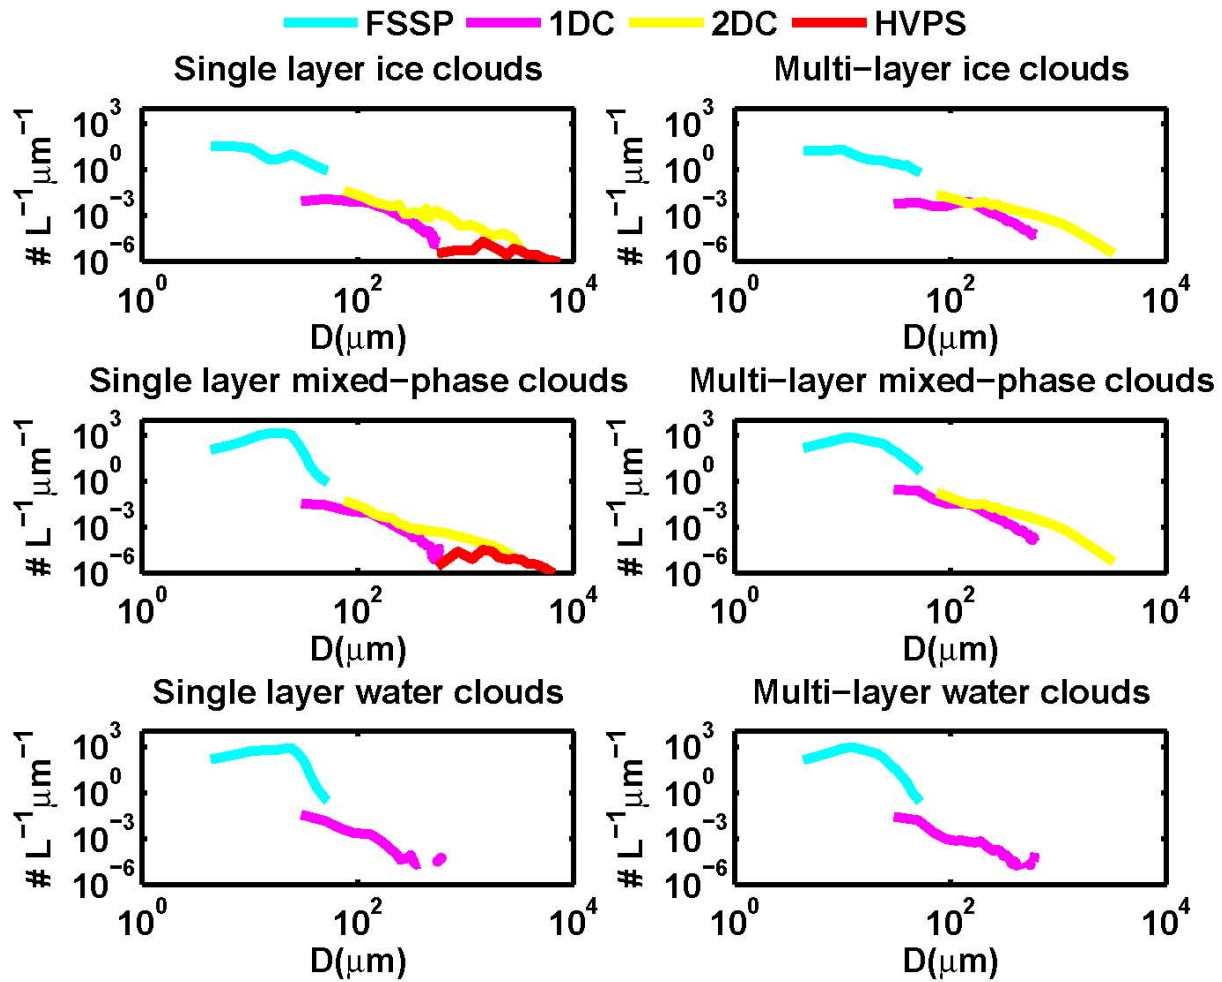 FSSP 1DC 2DC HVPS
Single layer ice clouds
Multi−layer ice clouds
# L⁻¹μm⁻¹
10³
10⁰
10⁻³
10⁻⁶
10⁰ 10² 10⁴
D(μm)
# L⁻¹μm⁻¹
10³
10⁰
10⁻³
10⁻⁶
10⁰ 10² 10⁴
D(μm)
Single layer mixed−phase clouds
Multi−layer mixed−phase clouds
# L⁻¹μm⁻¹
10³
10⁰
10⁻³
10⁻⁶
10⁰ 10² 10⁴
D(μm)
# L⁻¹μm⁻¹
10³
10⁰
10⁻³
10⁻⁶
10⁰ 10² 10⁴
D(μm)
Single layer water clouds
Multi−layer water clouds
# L⁻¹μm⁻¹
10³
10⁰
10⁻³
10⁻⁶
10⁰ 10² 10⁴
D(μm)
# L⁻¹μm⁻¹
10³
10⁰
10⁻³
10⁻⁶
10⁰ 10² 10⁴
D(μm)